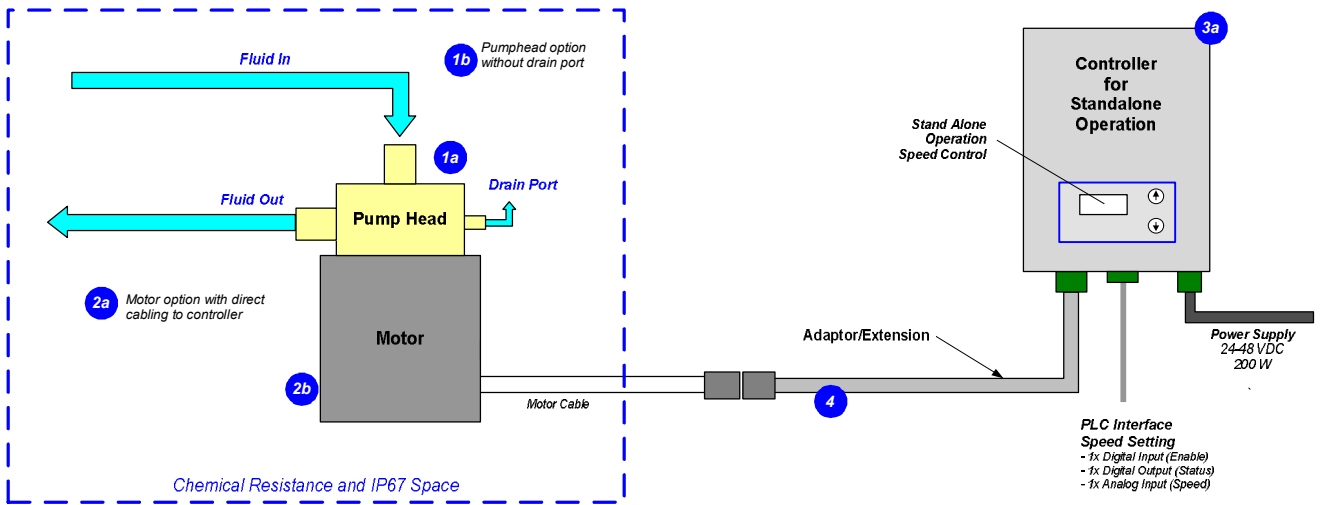 Fluid In
1b
Pumphead option
without drain port
1a
Drain Port
Fluid Out
Pump Head
2a
Motor option with direct
cabling to controller
Motor
2b
Motor Cable
Chemical Resistance and IP67 Space
3a
Controller
for
Standalone
Operation
Stand Alone
Operation
Speed Control
Adaptor/Extension
4
Power Supply
24-48 VDC
200 W
PLC Interface
Speed Setting
- 1x Digital Input (Enable)
- 1x Digital Output (Status)
- 1x Analog Input (Speed)